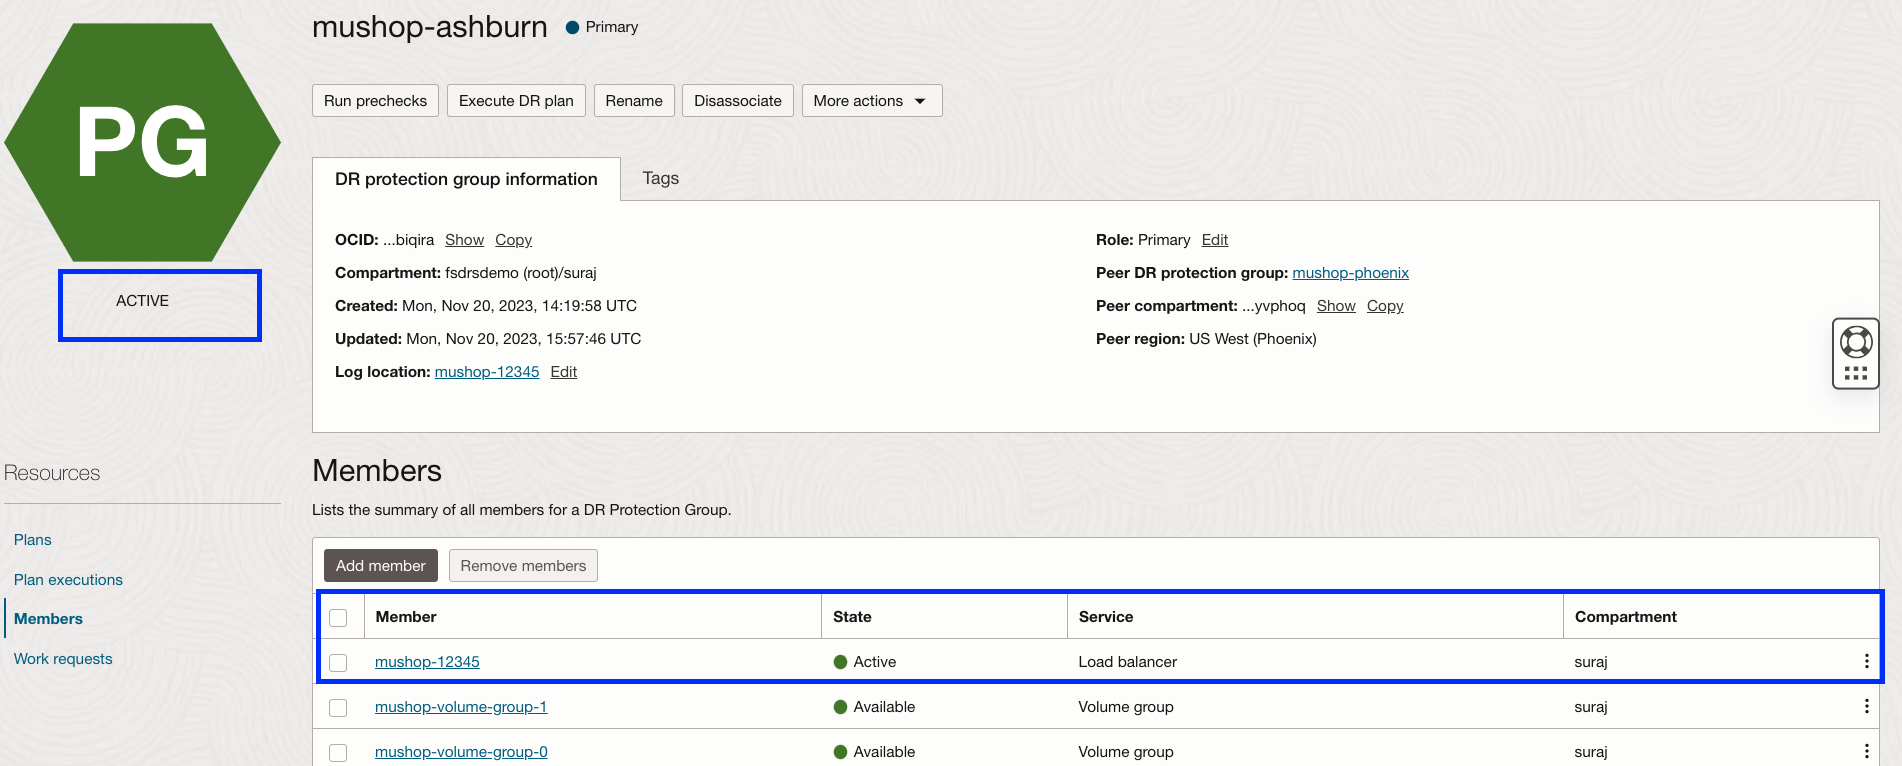 mushop-ashburn Primary
PG
Run prechecks Execute DR plan Rename Disassociate More actions
DR protection group information Tags
OCID: ...biqira Show Copy
Compartment: fsdrsdemo (root)/suraj
Created: Mon, Nov 20, 2023, 14:19:58 UTC
Updated: Mon, Nov 20, 2023, 15:57:46 UTC
Log location: mushop-12345 Edit
Role: Primary Edit
Peer DR protection group: mushop-phoenix
Peer compartment: ...yvphoq Show Copy
Peer region: US West (Phoenix)
ACTIVE
Resources
Plans
Plan executions
Members
Work requests
Members
Lists the summary of all members for a DR Protection Group.
Add member Remove members
Member State Service Compartment
mushop-12345 Active Load balancer suraj
mushop-volume-group-1 Available Volume group suraj
mushop-volume-group-0 Available Volume group suraj